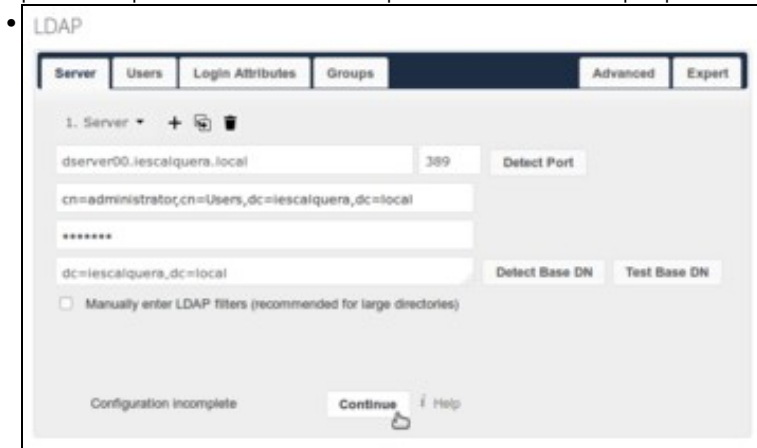 LDAP
Server Users Login Attributes Groups Advanced Expert
1. Server
dserver00.iescalquera.local 389 Detect Port
cn=administrator,cn=Users,dc=iescalquera,dc=local
•••••••
dc=iescalquera,dc=local Detect Base DN Test Base DN
Manually enter LDAP filters (recommended for large directories)
Configuration incomplete Continue i Help